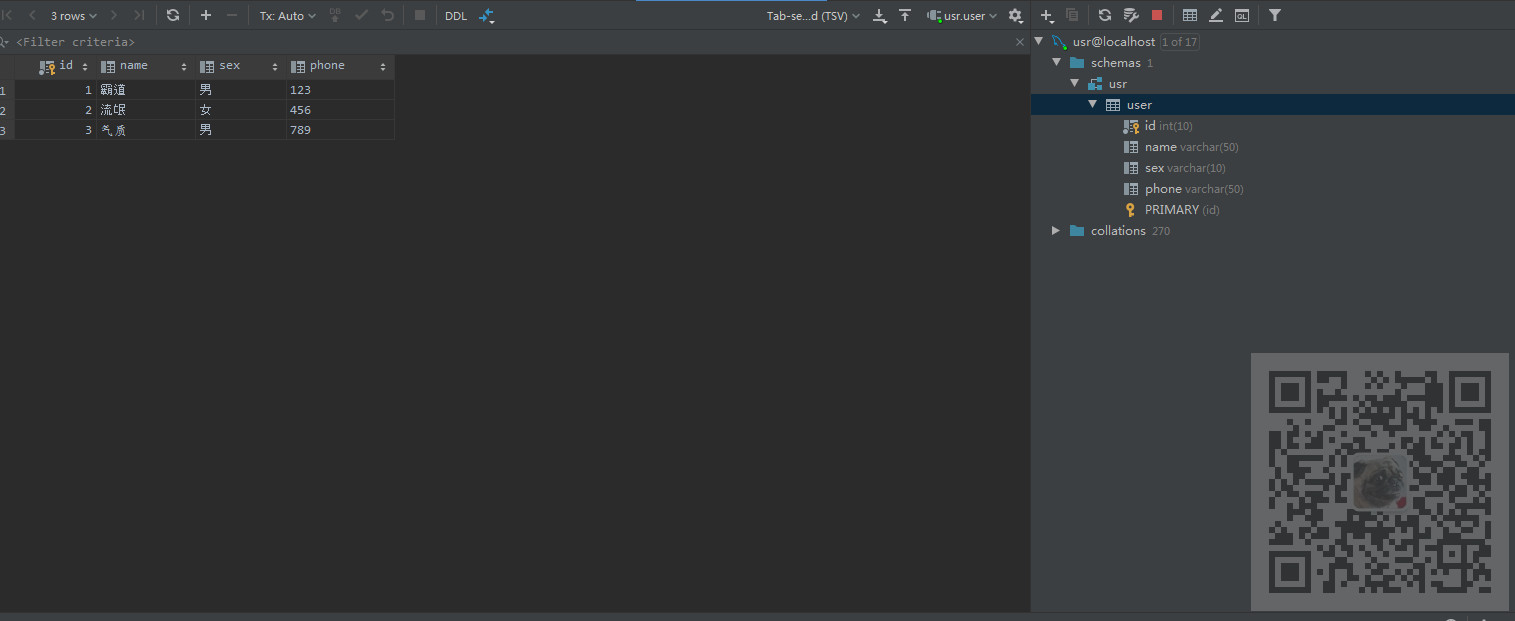 3 rows Tx: Auto DB DDL Tab-se...d (TSV) usr.user QL
<Filter criteria>
id name sex phone
1 1 霸道 男 123
2 2 流氓 女 456
3 3 气质 男 789
usr@localhost 1 of 17
schemas 1
usr
user
id int(10)
name varchar(50)
sex varchar(10)
phone varchar(50)
PRIMARY (id)
collations 270